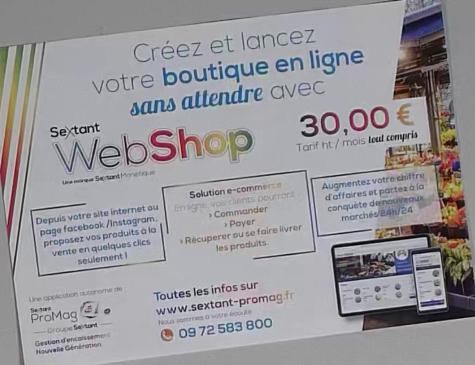 Créez et lancez
votre boutique en ligne
sans attendre avec
Sextant
WebShop
Une marque Sextant Monétique
30,00 €
Tarif ht / mois tout compris
Depuis votre site internet ou
page facebook /Instagram,
proposez vos produits à la
vente en quelques clics
seulement !
Solution e-commerce
En ligne, vos clients pourront :
> Commander
> Payer
> Récuperer ou se faire livrer
les produits.
Augmentez votre chiffre
d'affaires et partez à la
conquête de nouveaux
marchés 24h/24
Une application autonome de
Sextant
ProMag
Groupe Sextant
Gestion d'encaissement
Nouvelle Génération
Toutes les infos sur
www.sextant-promag.fr
Nous sommes à votre écoute
09 72 583 800